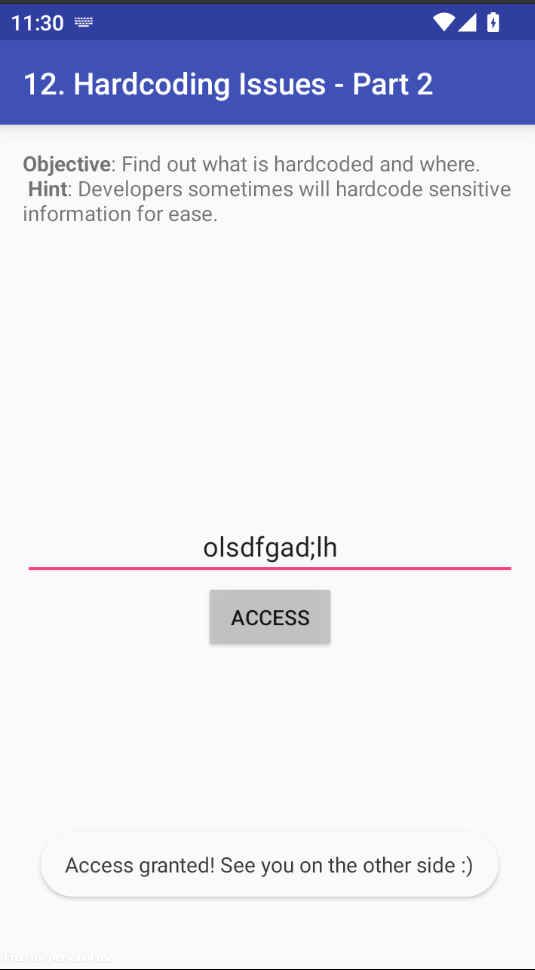 11:30
12. Hardcoding Issues - Part 2
Objective: Find out what is hardcoded and where.
Hint: Developers sometimes will hardcode sensitive
information for ease.
olsdfgad;lh
ACCESS
Access granted! See you on the other side :)
Free for personal use